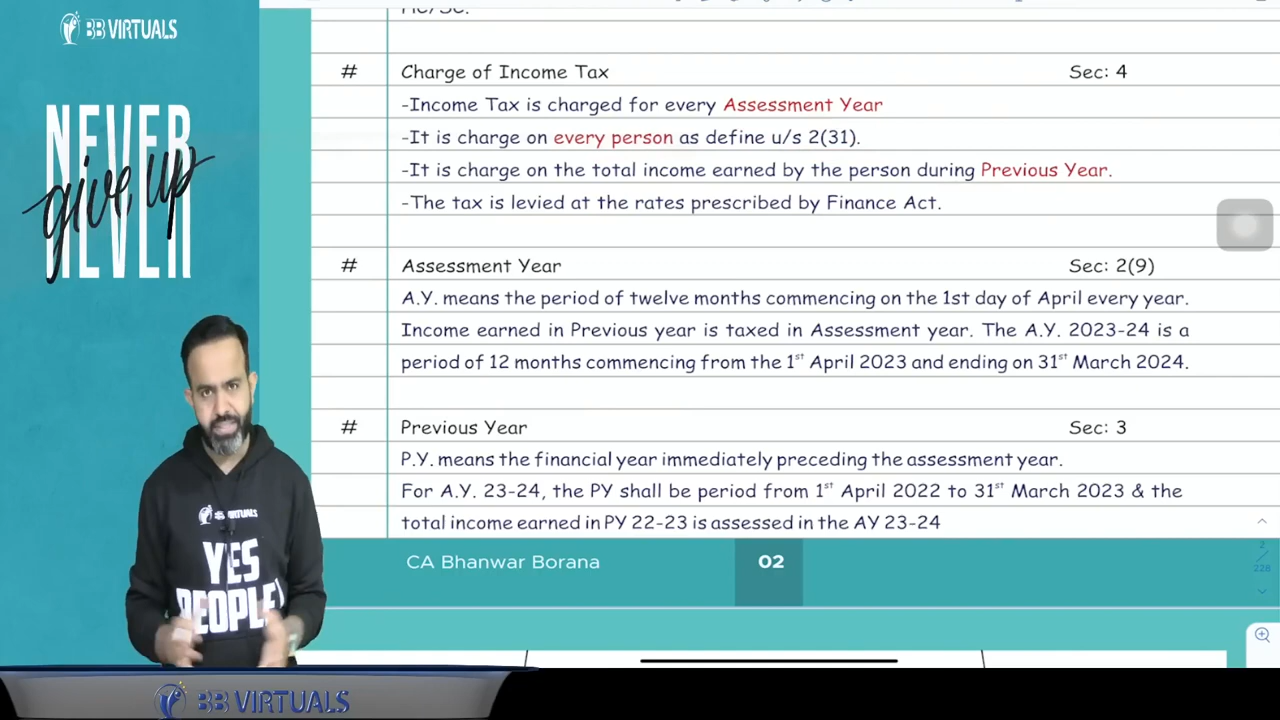 BB VIRTUALS
NEVER
give up
NEVER
# Charge of Income Tax Sec: 4
-Income Tax is charged for every Assessment Year
-It is charge on every person as define u/s 2(31).
-It is charge on the total income earned by the person during Previous Year.
-The tax is levied at the rates prescribed by Finance Act.
# Assessment Year Sec: 2(9)
A.Y. means the period of twelve months commencing on the 1st day of April every year.
Income earned in Previous year is taxed in Assessment year. The A.Y. 2023-24 is a
period of 12 months commencing from the 1st April 2023 and ending on 31st March 2024.
# Previous Year Sec: 3
P.Y. means the financial year immediately preceding the assessment year.
For A.Y. 23-24, the PY shall be period from 1st April 2022 to 31st March 2023 & the
total income earned in PY 22-23 is assessed in the AY 23-24
CA Bhanwar Borana 02
2
/
228
BB VIRTUALS
YES
PEOPLE!
BB VIRTUALS